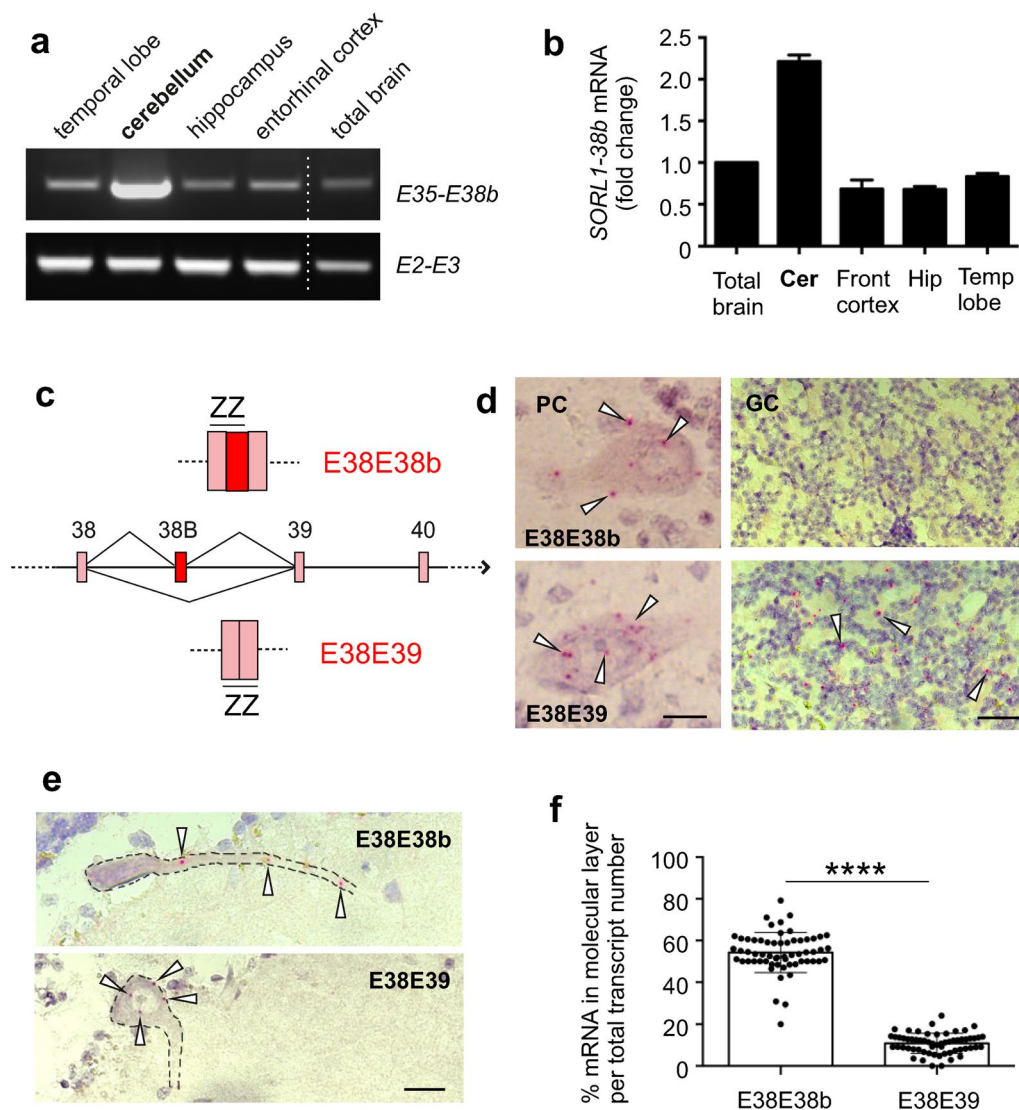 a
temporal lobe
cerebellum
hippocampus
entorhinal cortex
total brain
E35-E38b
E2-E3
b
SORL1-38b mRNA
(fold change)
2.5
2.0
1.5
1.0
0.5
0
Total
brain
Cer
Front
cortex
Hip
Temp
lobe
c
ZZ
E38E38b
38
38B
39
40
E38E39
ZZ
d
PC
GC
E38E38b
E38E39
e
E38E38b
E38E39
f
% mRNA in molecular layer
per total transcript number
100
80
60
40
20
0
****
E38E38b
E38E39